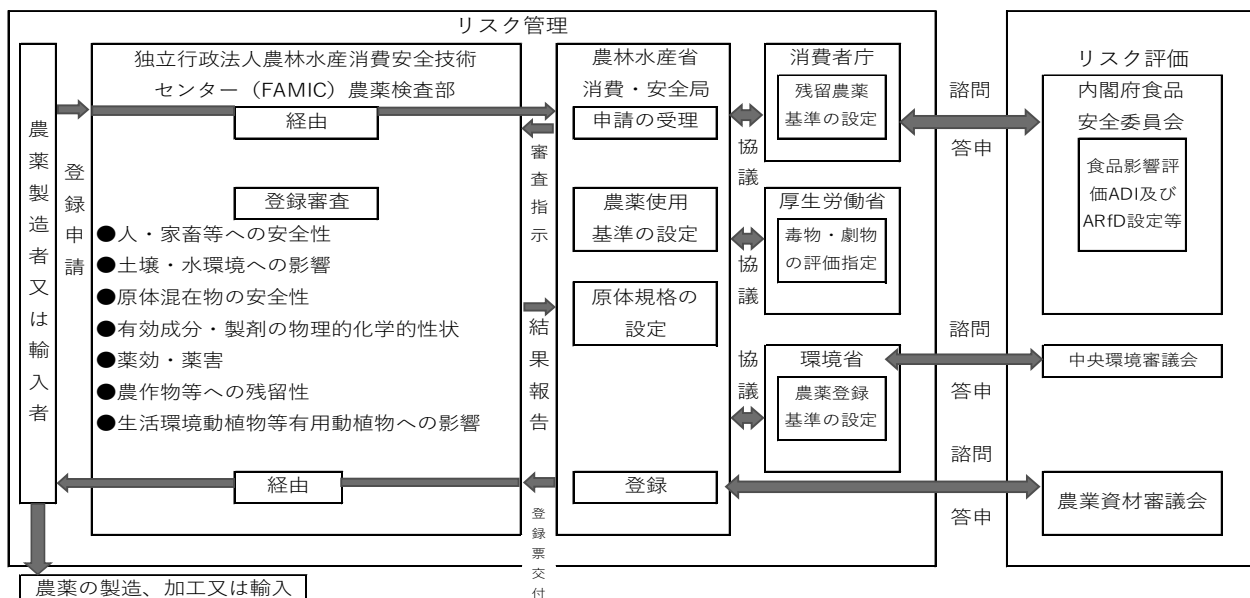 リスク管理
農薬製造者又は輸入者
登録申請
独立行政法人農林水産消費安全技術
センター（FAMIC）農薬検査部
経由
登録審査
●人・家畜等への安全性
●土壌・水環境への影響
●原体混在物の安全性
●有効成分・製剤の物理的化学的性状
●薬効・薬害
●農作物等への残留性
●生活環境動植物等有用動植物への影響
経由
審査指示
結果報告
登録票交付
農林水産省
消費・安全局
申請の受理
農薬使用
基準の設定
原体規格の
設定
登録
協議
協議
協議
消費者庁
残留農薬
基準の設定
厚生労働省
毒物・劇物
の評価指定
環境省
農薬登録
基準の設定
諮問
答申
諮問
答申
諮問
答申
リスク評価
内閣府食品
安全委員会
食品影響評
価ADI及び
ARfD設定等
中央環境審議会
農業資材審議会
農薬の製造、加工又は輸入